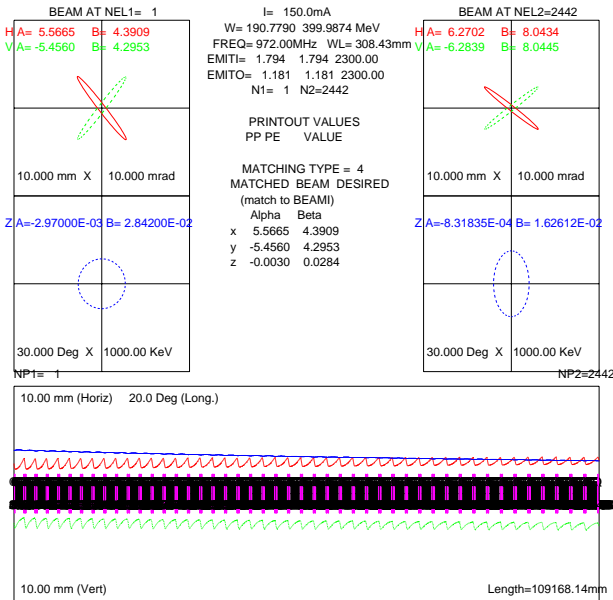 BEAM AT NEL1= 1
H A= 5.5665 B= 4.3909
V A= -5.4560 B= 4.2953
10.000 mm X 10.000 mrad
Z A=-2.97000E-03 B= 2.84200E-02
30.000 Deg X 1000.00 KeV
NP1= 1
I= 150.0mA
W= 190.7790 399.9874 MeV
FREQ= 972.00MHz WL= 308.43mm
EMITI= 1.794 1.794 2300.00
EMITO= 1.181 1.181 2300.00
N1= 1 N2=2442
PRINTOUT VALUES
PP PE VALUE
MATCHING TYPE = 4
MATCHED BEAM DESIRED
(match to BEAMI)
Alpha Beta
x 5.5665 4.3909
y -5.4560 4.2953
z -0.0030 0.0284
BEAM AT NEL2=2442
H A= 6.2702 B= 8.0434
V A=-6.2839 B= 8.0445
10.000 mm X 10.000 mrad
Z A=-8.31835E-04 B= 1.62612E-02
30.000 Deg X 1000.00 KeV
NP2=2442
10.00 mm (Horiz) 20.0 Deg (Long.)
10.00 mm (Vert)
Length=109168.14mm